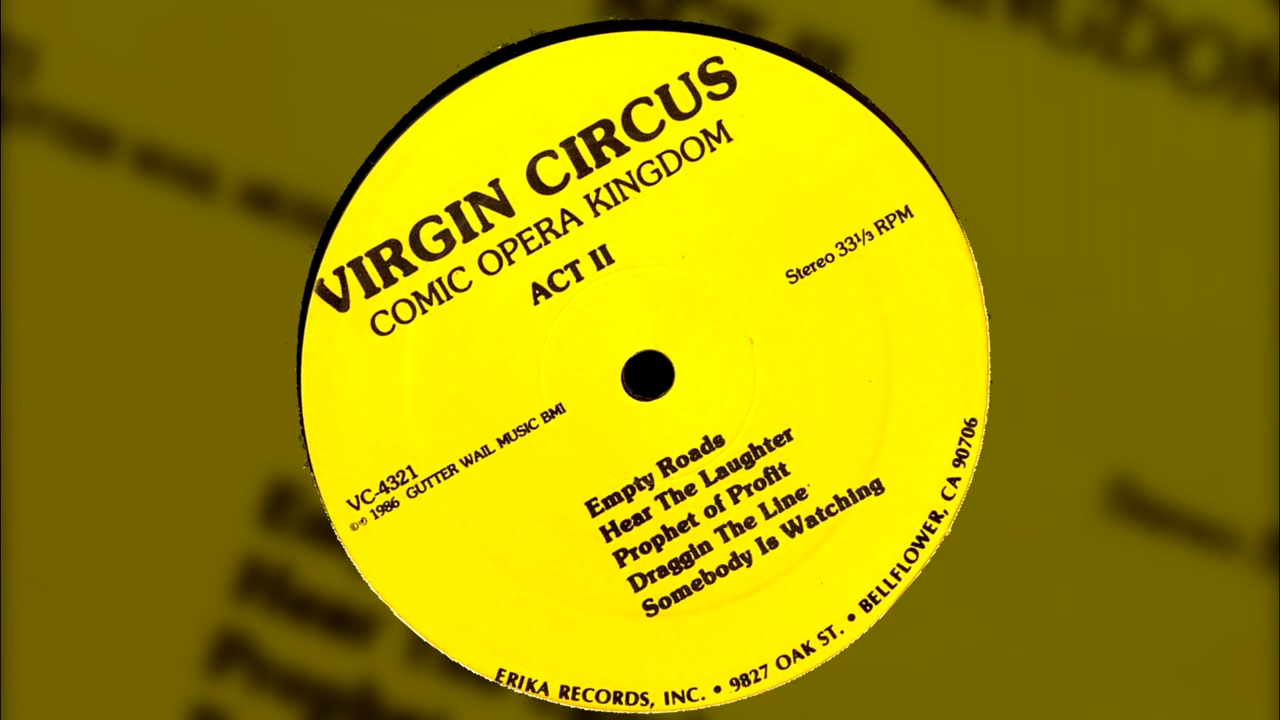 VIRGIN CIRCUS
COMIC OPERA KINGDOM
ACT II
Stereo 33⅓ RPM
VC-4321
©℗ 1986 GUTTER WAIL MUSIC BMI
Empty Roads
Hear The Laughter
Prophet of Profit
Draggin The Line
Somebody Is Watching
ERIKA RECORDS, INC. • 9827 OAK ST. • BELLFLOWER, CA 90706